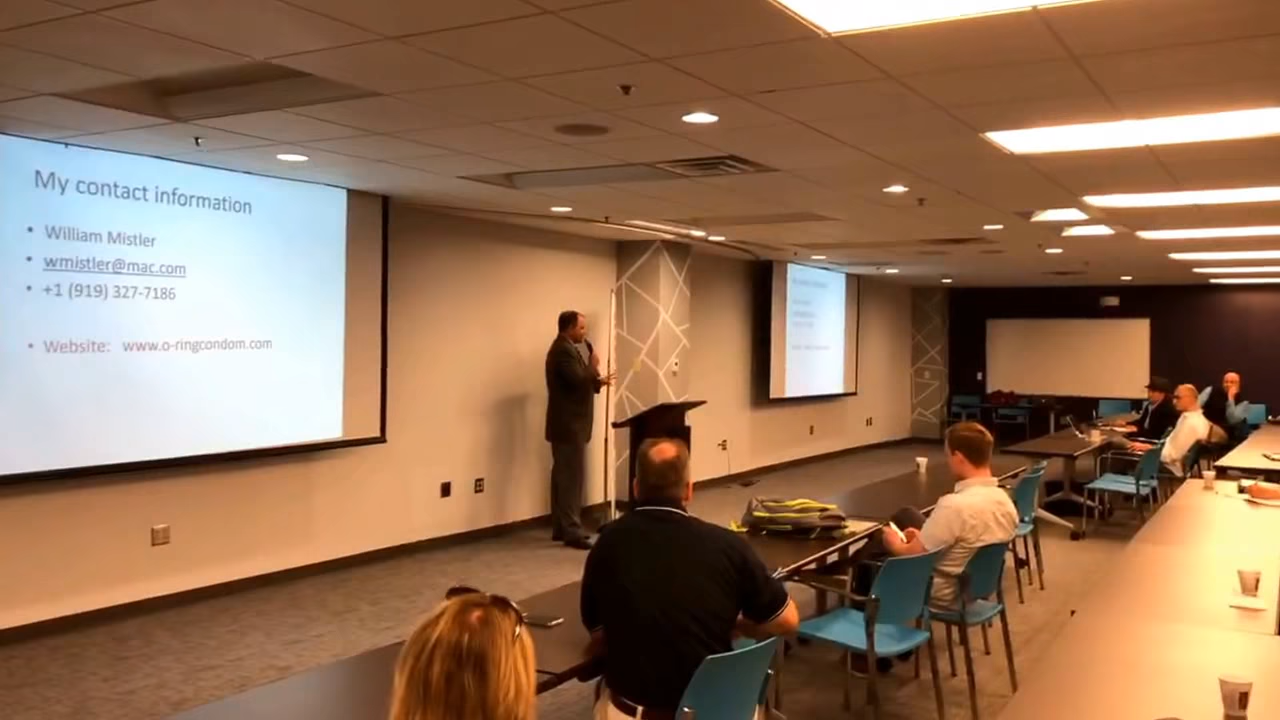 My contact information
• William Mistler
• wmistler@mac.com
• +1 (919) 327-7186
• Website: www.o-ringcondom.com